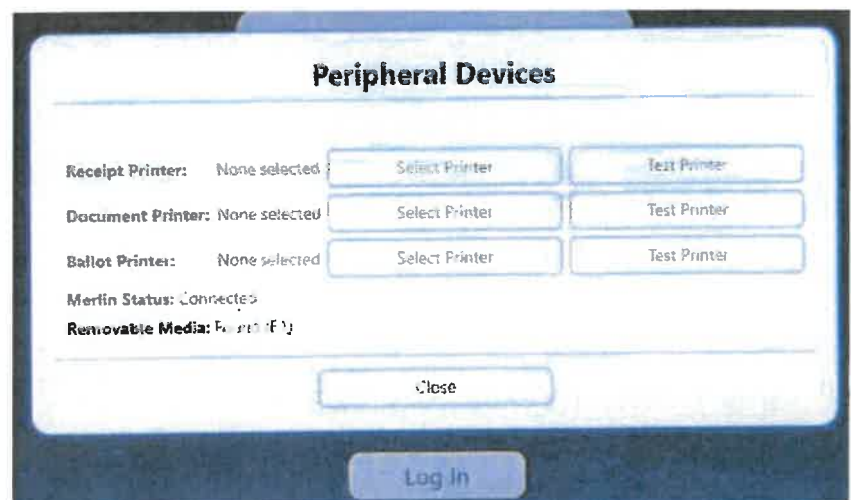 Peripheral Devices
Receipt Printer: None selected Select Printer Test Printer
Document Printer: None selected Select Printer Test Printer
Ballot Printer: None selected Select Printer Test Printer
Merlin Status: Connected
Removable Media:
Close
Log In